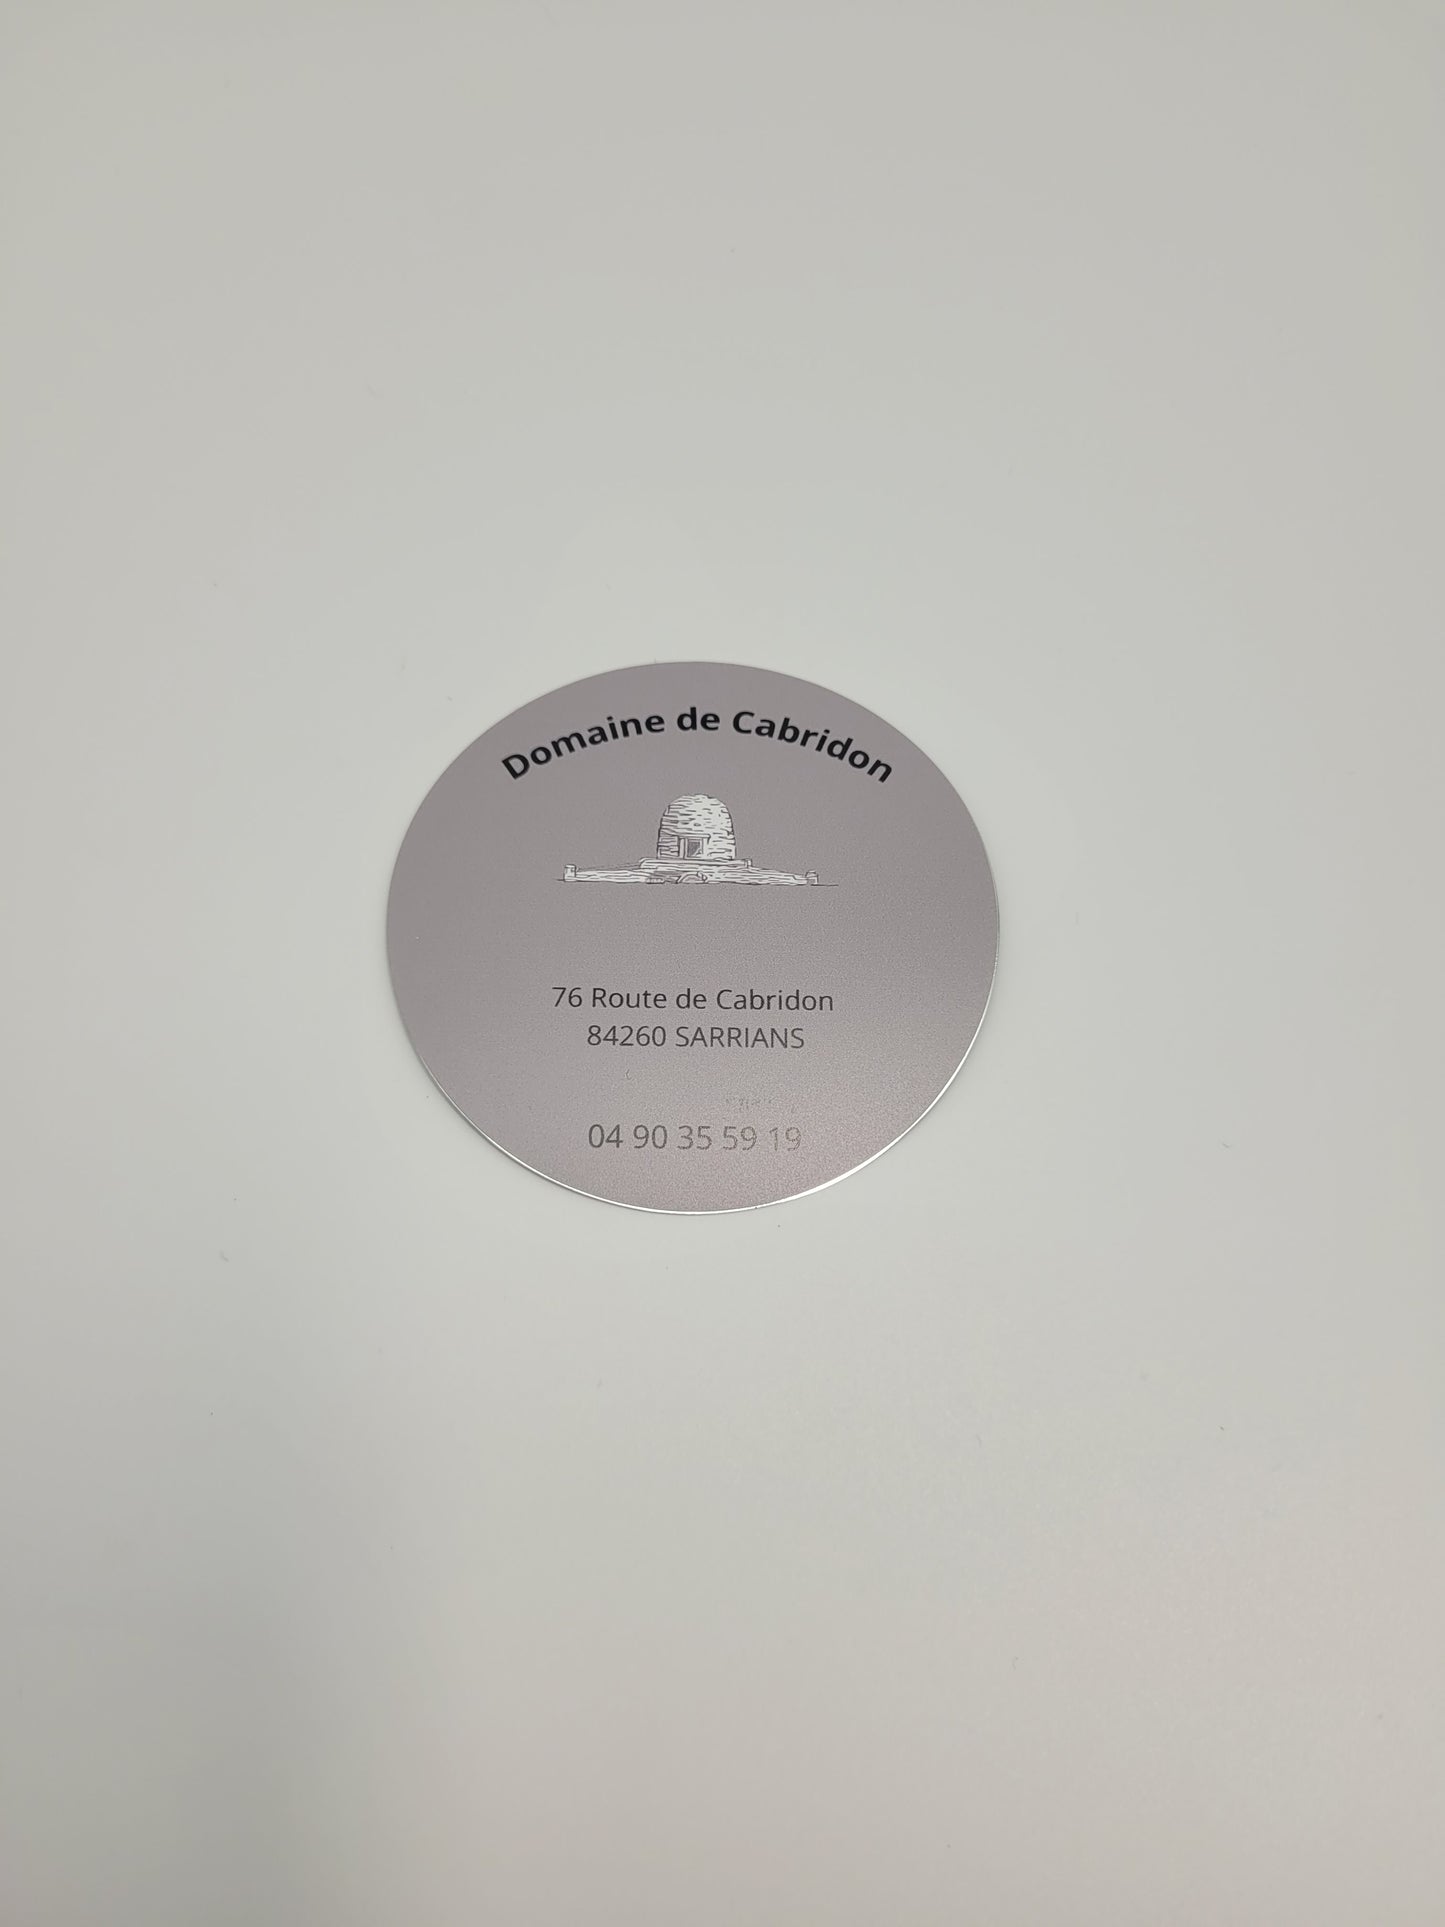 Domaine de Cabridon
76 Route de Cabridon
84260 SARRIANS
04 90 35 59 19